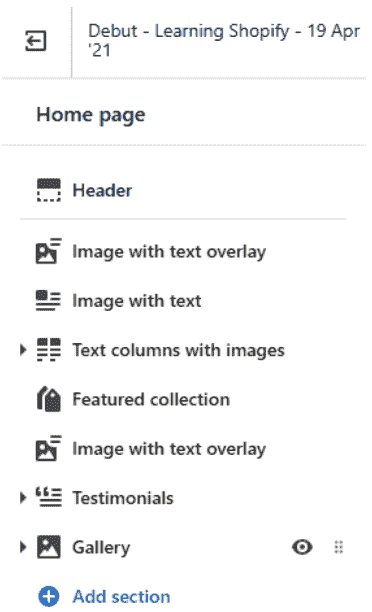 Debut - Learning Shopify - 19 Apr
'21
Home page
Header
Image with text overlay
Image with text
Text columns with images
Featured collection
Image with text overlay
Testimonials
Gallery
Add section